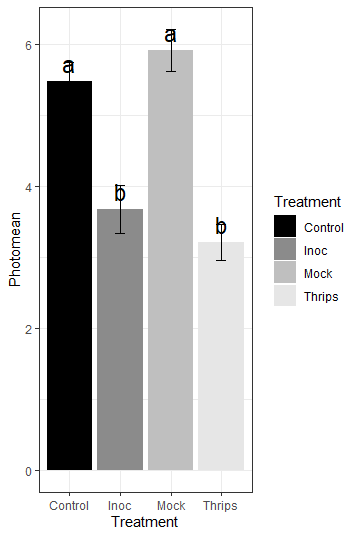 a
a
b
b
6
4
2
0
Photomean
Control Inoc Mock Thrips
Treatment
Treatment
Control
Inoc
Mock
Thrips